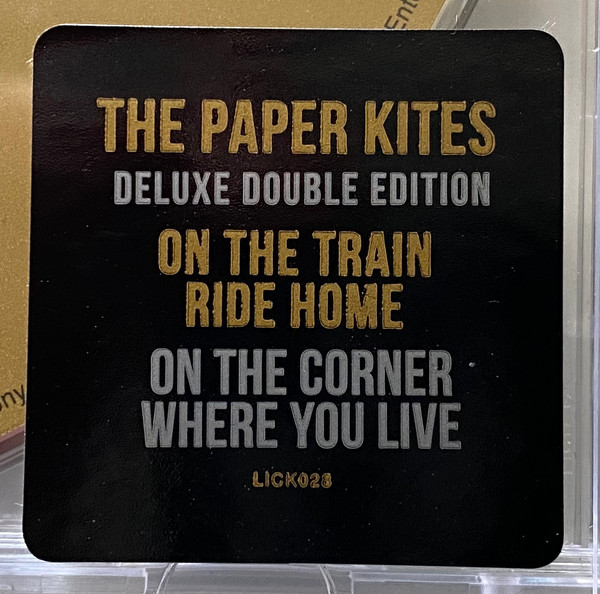 THE PAPER KITES
DELUXE DOUBLE EDITION
ON THE TRAIN
RIDE HOME
ON THE CORNER
WHERE YOU LIVE
LICK028